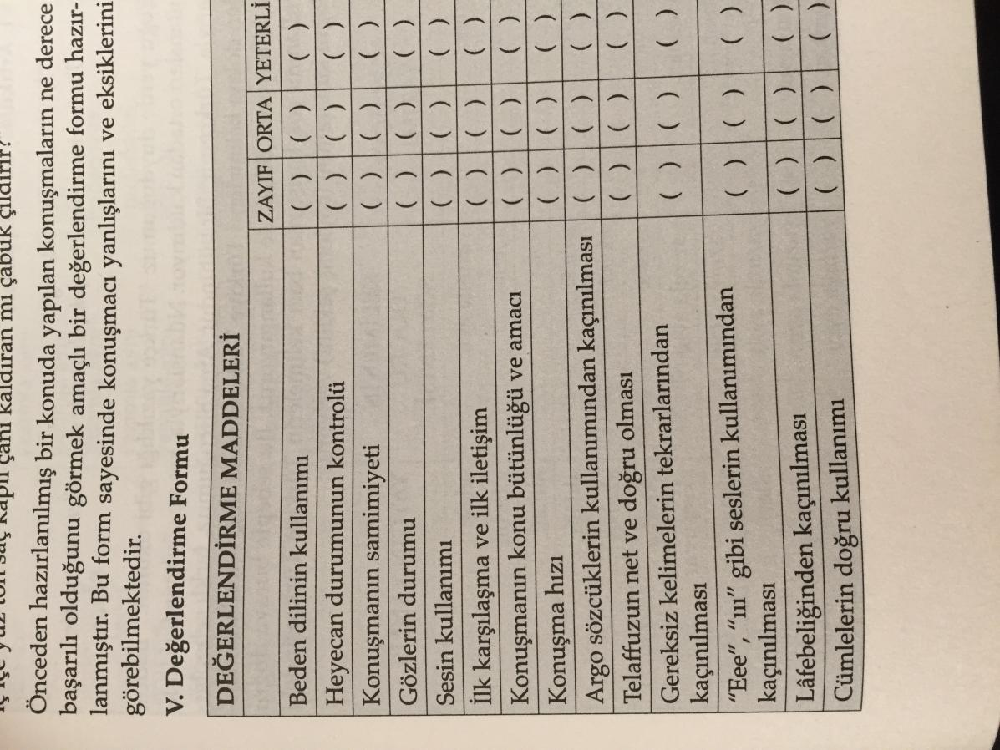 kaldıran mı çabuk çıldırır?"
Önceden hazırlanılmış bir konuda yapılan konuşmaların ne derece
başarılı olduğunu görmek amaçlı bir değerlendirme formu hazır-
lanmıştır. Bu form sayesinde konuşmacı yanlışlarını ve eksiklerini
görebilmektedir.
V. Değerlendirme Formu
DEĞERLENDİRME MADDELERİ
ZAYIF ORTA YETERLİ
Beden dilinin kullanımı ( ) ( ) ( )
Heyecan durumunun kontrolü ( ) ( ) ( )
Konuşmanın samimiyeti ( ) ( ) ( )
Gözlerin durumu ( ) ( ) ( )
Sesin kullanımı ( ) ( ) ( )
İlk karşılaşma ve ilk iletişim ( ) ( ) ( )
Konuşmanın konu bütünlüğü ve amacı ( ) ( ) ( )
Konuşma hızı ( ) ( ) ( )
Argo sözcüklerin kullanımından kaçınılması ( ) ( ) ( )
Telaffuzun net ve doğru olması ( ) ( ) ( )
Gereksiz kelimelerin tekrarlarından
kaçınılması ( ) ( ) ( )
"Eee", "ııı" gibi seslerin kullanımından
kaçınılması ( ) ( ) ( )
Lâfebeliğinden kaçınılması ( ) ( ) ( )
Cümlelerin doğru kullanımı ( ) ( ) ( )